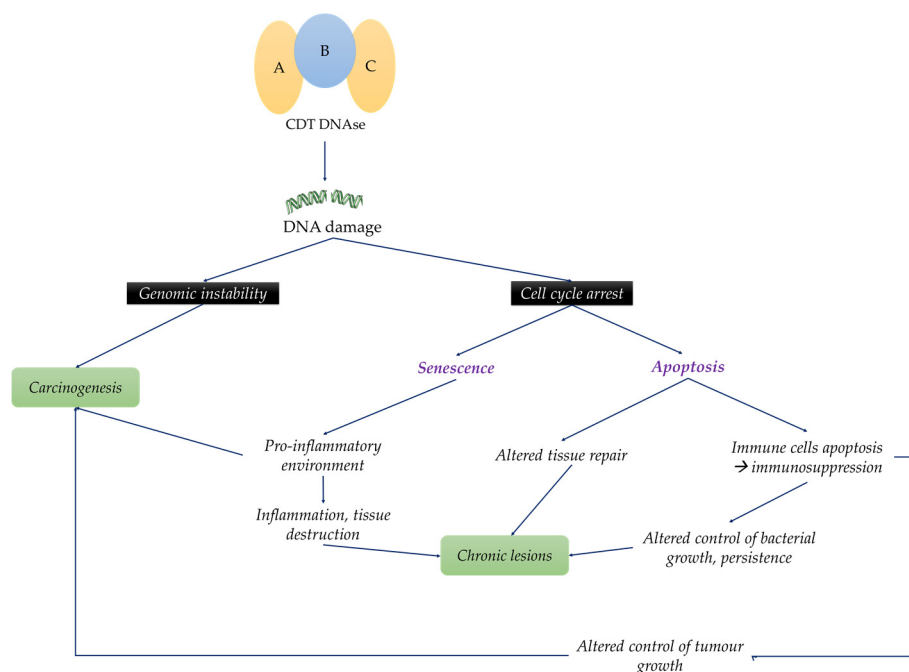 B
A
C
CDT DNAse
DNA damage
Genomic instability
Cell cycle arrest
Senescence
Apoptosis
Carcinogenesis
Pro-inflammatory
environment
Altered tissue repair
Immune cells apoptosis
→ immunosuppression
Inflammation, tissue
destruction
Chronic lesions
Altered control of bacterial
growth, persistence
Altered control of tumour
growth